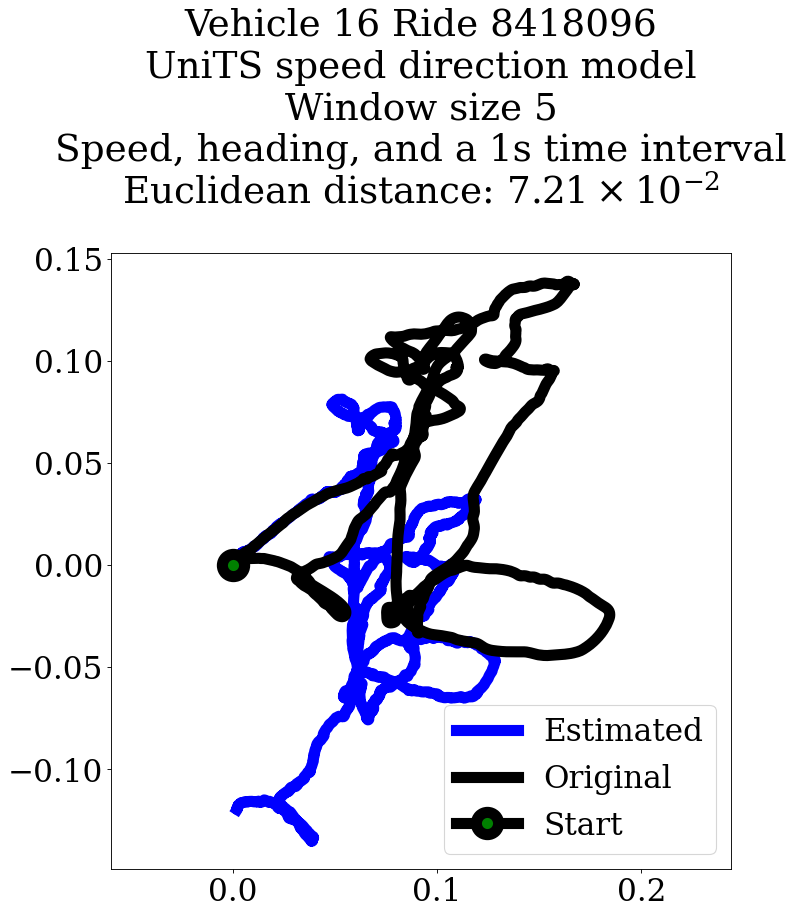 Vehicle 16 Ride 8418096
UniTS speed direction model
Window size 5
Speed, heading, and a 1s time interval
Euclidean distance: 7.21 × 10⁻²
0.15
0.10
0.05
0.00
−0.05
−0.10
Estimated
Original
Start
0.0 0.1 0.2